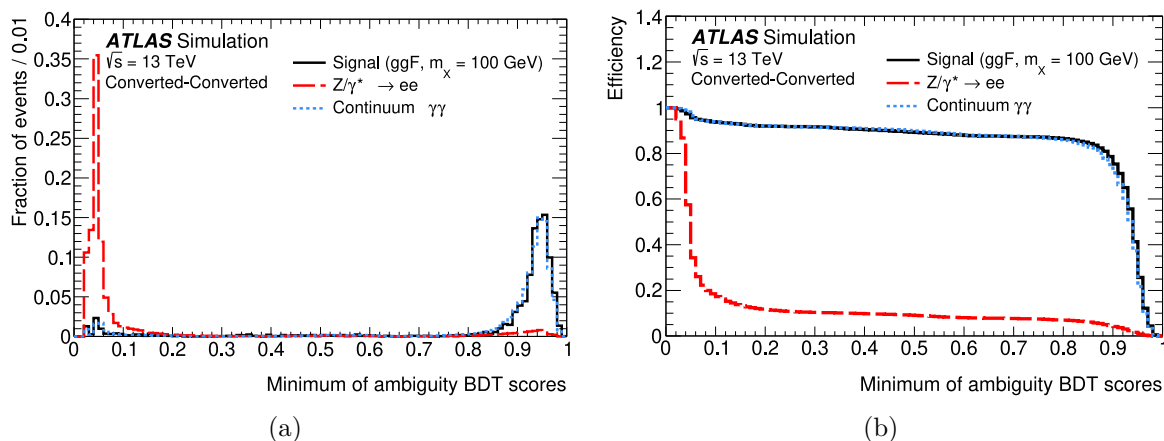 Fraction of events / 0.01
0.4
0.35
0.3
0.25
0.2
0.15
0.1
0.05
0
ATLAS Simulation
√s = 13 TeV
Converted-Converted
Signal (ggF, m_X = 100 GeV)
Z/γ* → ee
Continuum γγ
0 0.1 0.2 0.3 0.4 0.5 0.6 0.7 0.8 0.9 1
Minimum of ambiguity BDT scores
(a)
Efficiency
1.4
1.2
1
0.8
0.6
0.4
0.2
0
ATLAS Simulation
√s = 13 TeV
Converted-Converted
Signal (ggF, m_X = 100 GeV)
Z/γ* → ee
Continuum γγ
0 0.1 0.2 0.3 0.4 0.5 0.6 0.7 0.8 0.9 1
Minimum of ambiguity BDT scores
(b)